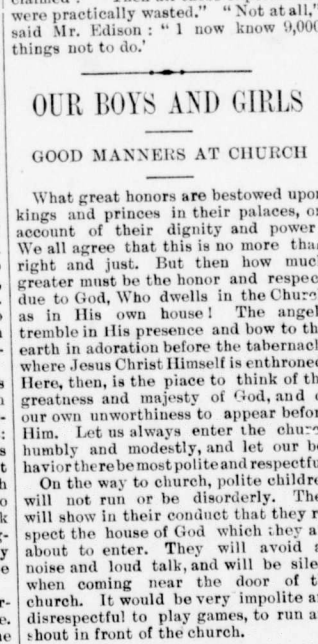 were practically wasted." "Not at all,"
said Mr. Edison: "I now know 9,000
things not to do.'
OUR BOYS AND GIRLS
GOOD MANNERS AT CHURCH
What great honors are bestowed upon
kings and princes in their palaces, on
account of their dignity and power
We all agree that this is no more than
right and just. But then how much
greater must be the honor and respect
due to God, Who dwells in the Church
as in His own house! The angels
tremble in His presence and bow to the
earth in adoration before the tabernacle
where Jesus Christ Himself is enthroned
Here, then, is the place to think of the
greatness and majesty of God, and
our own unworthiness to appear before
Him. Let us always enter the church
humbly and modestly, and let our be
havior there be most polite and respectful
On the way to church, polite children
will not run or be disorderly. They
will show in their conduct that they re
spect the house of God which they a
about to enter. They will avoid a
noise and loud talk, and will be silent
when coming near the door of the
church. It would be very impolite a
disrespectful to play games, to run a
shout in front of the church.